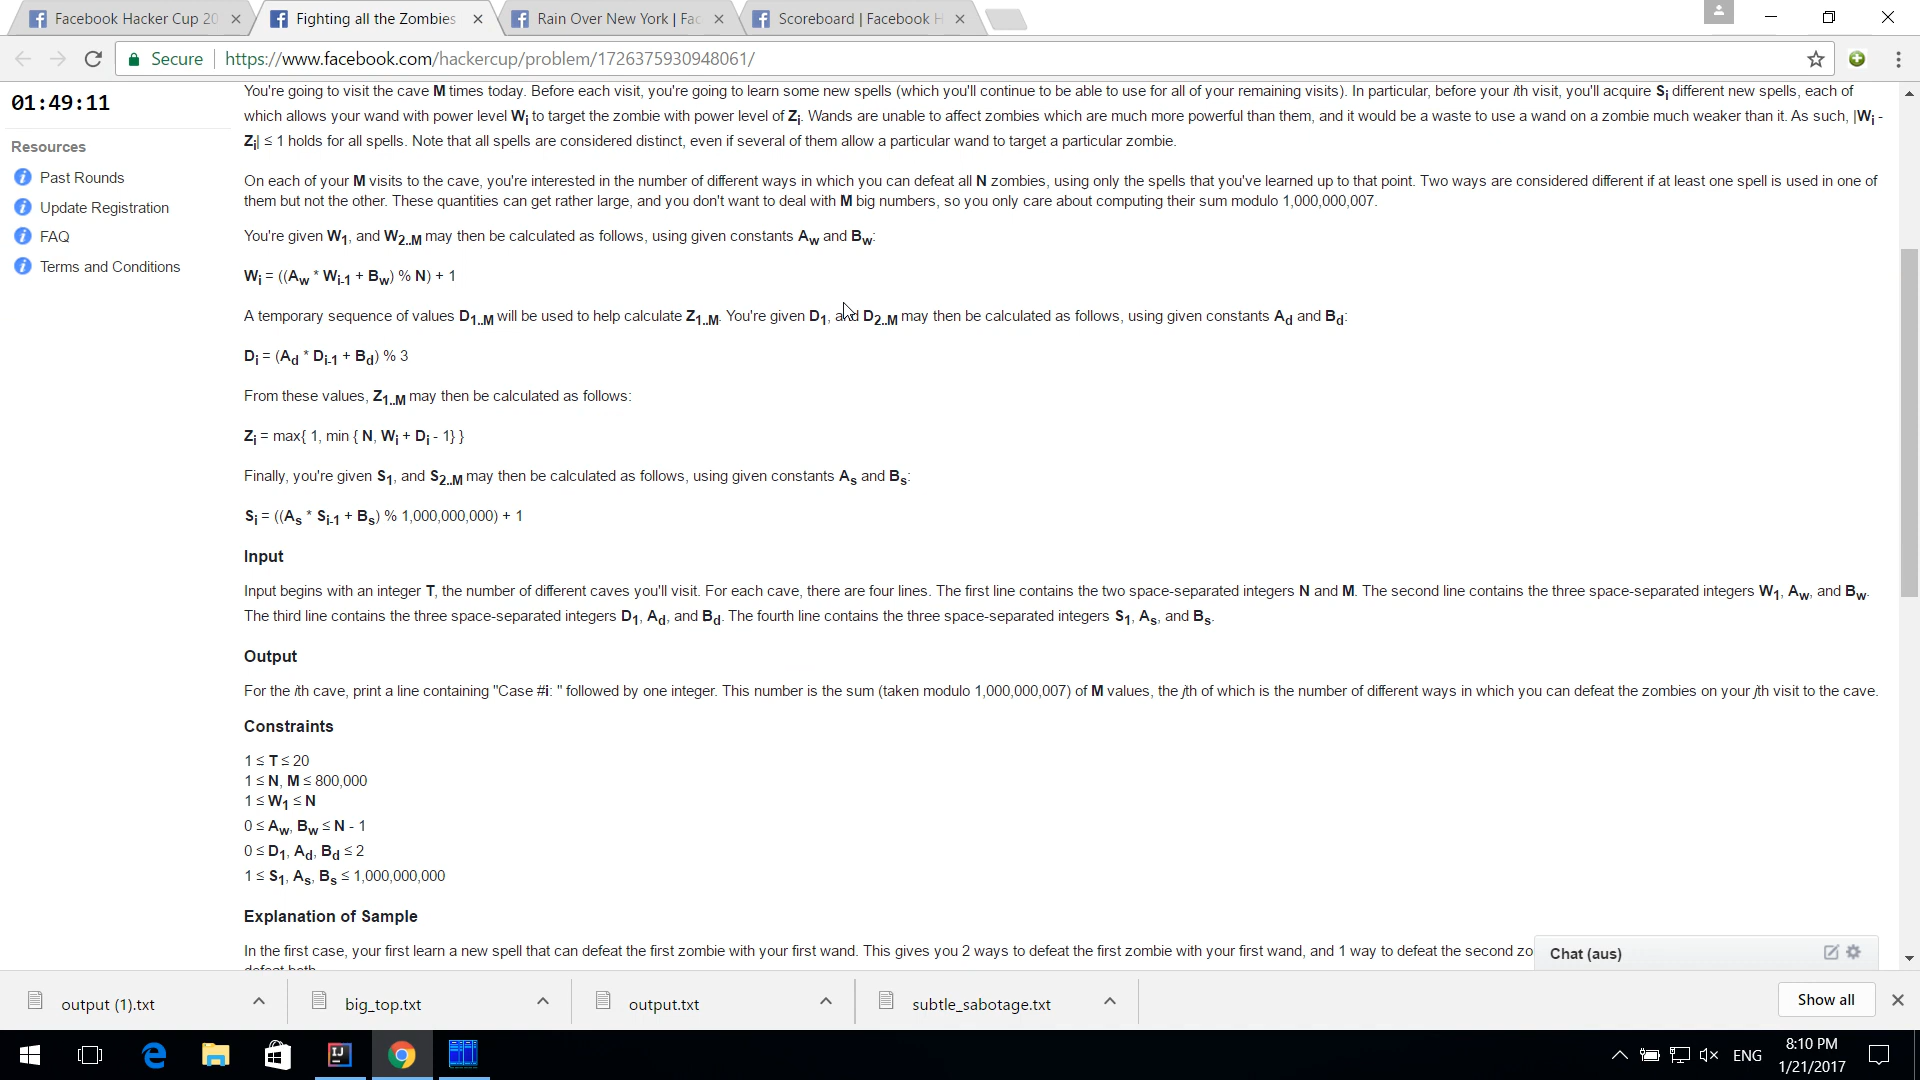 Facebook Hacker Cup 20
Fighting all the Zombies
Rain Over New York | Fac
Scoreboard | Facebook H
Secure
https://www.facebook.com/hackercup/problem/1726375930948061/
01:49:11
Resources
Past Rounds
Update Registration
FAQ
Terms and Conditions
You're going to visit the cave M times today. Before each visit, you're going to learn some new spells (which you'll continue to be able to use for all of your remaining visits). In particular, before your ith visit, you'll acquire Si different new spells, each of
which allows your wand with power level Wi to target the zombie with power level of Zi. Wands are unable to affect zombies which are much more powerful than them, and it would be a waste to use a wand on a zombie much weaker than it. As such, |Wi -
Zi| ≤ 1 holds for all spells. Note that all spells are considered distinct, even if several of them allow a particular wand to target a particular zombie.
On each of your M visits to the cave, you're interested in the number of different ways in which you can defeat all N zombies, using only the spells that you've learned up to that point. Two ways are considered different if at least one spell is used in one of
them but not the other. These quantities can get rather large, and you don't want to deal with M big numbers, so you only care about computing their sum modulo 1,000,000,007.
You're given W1, and W2..M may then be calculated as follows, using given constants Aw and Bw:
Wi = ((Aw * Wi-1 + Bw) % N) + 1
A temporary sequence of values D1..M will be used to help calculate Z1..M. You're given D1, and D2..M may then be calculated as follows, using given constants Ad and Bd:
Di = (Ad * Di-1 + Bd) % 3
From these values, Z1..M may then be calculated as follows:
Zi = max{ 1, min { N, Wi + Di - 1} }
Finally, you're given S1, and S2..M may then be calculated as follows, using given constants As and Bs:
Si = ((As * Si-1 + Bs) % 1,000,000,000) + 1
Input
Input begins with an integer T, the number of different caves you'll visit. For each cave, there are four lines. The first line contains the two space-separated integers N and M. The second line contains the three space-separated integers W1, Aw, and Bw.
The third line contains the three space-separated integers D1, Ad, and Bd. The fourth line contains the three space-separated integers S1, As, and Bs.
Output
For the ith cave, print a line containing "Case #i: " followed by one integer. This number is the sum (taken modulo 1,000,000,007) of M values, the jth of which is the number of different ways in which you can defeat the zombies on your jth visit to the cave.
Constraints
1 ≤ T ≤ 20
1 ≤ N, M ≤ 800,000
1 ≤ W1 ≤ N
0 ≤ Aw, Bw ≤ N - 1
0 ≤ D1, Ad, Bd ≤ 2
1 ≤ S1, As, Bs ≤ 1,000,000,000
Explanation of Sample
In the first case, your first learn a new spell that can defeat the first zombie with your first wand. This gives you 2 ways to defeat the first zombie with your first wand, and 1 way to defeat the second zo
defeat both
Chat (aus)
output (1).txt
big_top.txt
output.txt
subtle_sabotage.txt
Show all
IJ
ENG
8:10 PM
1/21/2017